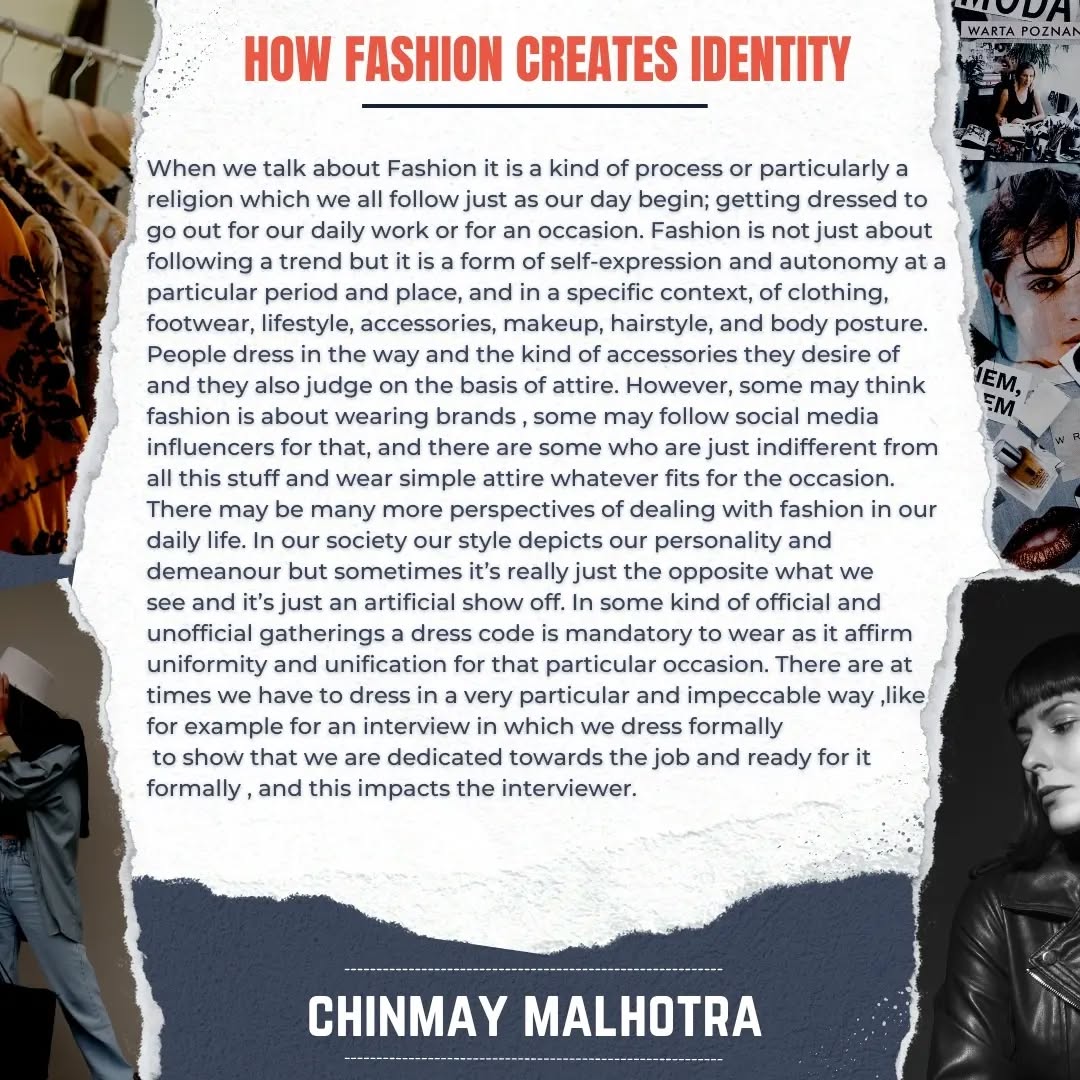 HOW FASHION CREATES IDENTITY
When we talk about Fashion it is a kind of process or particularly a
religion which we all follow just as our day begin; getting dressed to
go out for our daily work or for an occasion. Fashion is not just about
following a trend but it is a form of self-expression and autonomy at a
particular period and place, and in a specific context, of clothing,
footwear, lifestyle, accessories, makeup, hairstyle, and body posture.
People dress in the way and the kind of accessories they desire of
and they also judge on the basis of attire. However, some may think
fashion is about wearing brands , some may follow social media
influencers for that, and there are some who are just indifferent from
all this stuff and wear simple attire whatever fits for the occasion.
There may be many more perspectives of dealing with fashion in our
daily life. In our society our style depicts our personality and
demeanour but sometimes it’s really just the opposite what we
see and it’s just an artificial show off. In some kind of official and
unofficial gatherings a dress code is mandatory to wear as it affirm
uniformity and unification for that particular occasion. There are at
times we have to dress in a very particular and impeccable way ,like
for example for an interview in which we dress formally
to show that we are dedicated towards the job and ready for it
formally , and this impacts the interviewer.
CHINMAY MALHOTRA
MODA
WARTA POZNAN